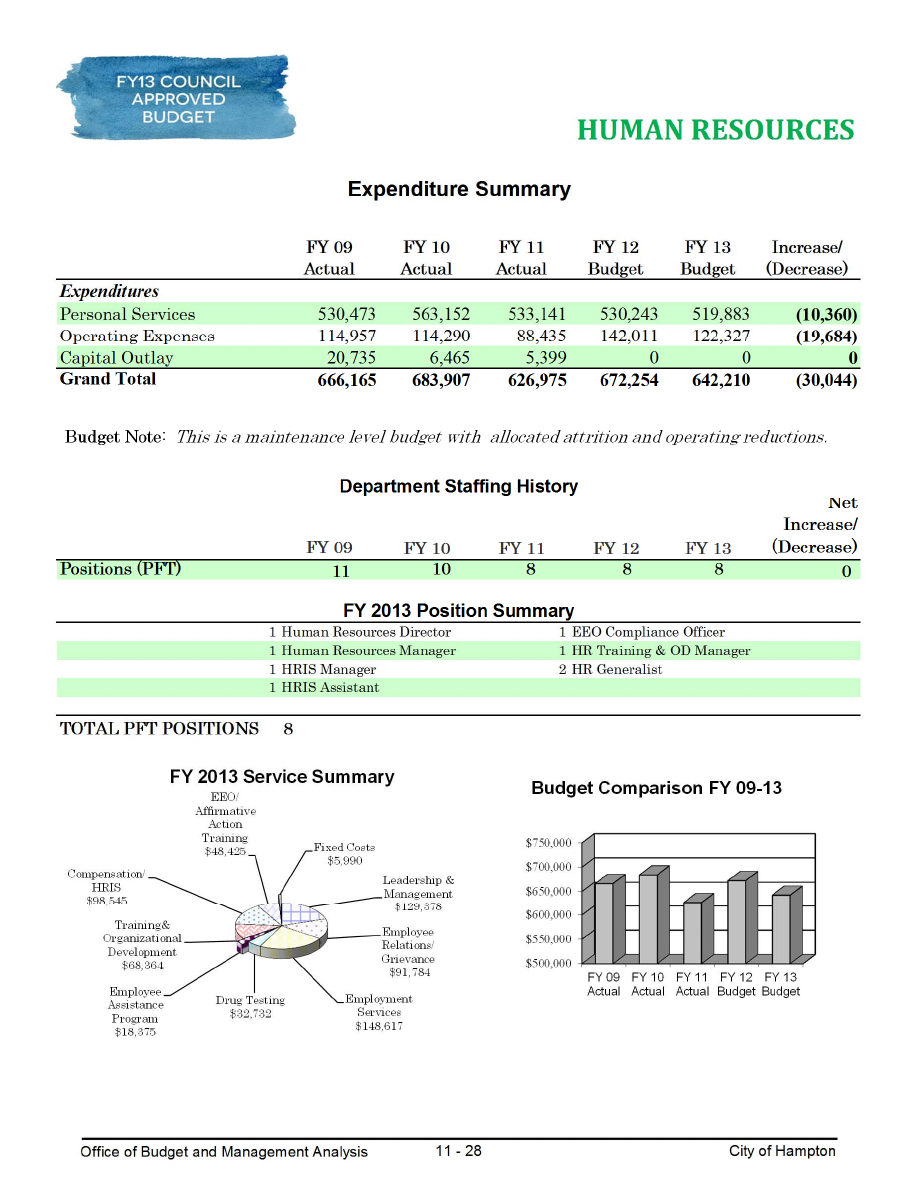 FY13 COUNCIL
APPROVED
BUDGET
HUMAN RESOURCES
Expenditure Summary
FY 09 FY 10 FY 11 FY 12 FY 13 Increase/
Actual Actual Actual Budget Budget (Decrease)
Expenditures
Personal Services 530,473 563,152 533,141 530,243 519,883 (10,360)
Operating Expenses 114,957 114,290 88,435 142,011 122,327 (19,684)
Capital Outlay 20,735 6,465 5,399 0 0 0
Grand Total 666,165 683,907 626,975 672,254 642,210 (30,044)
Budget Note: This is a maintenance level budget with allocated attrition and operating reductions.
Department Staffing History
Net
Increase/
FY 09 FY 10 FY 11 FY 12 FY 13 (Decrease)
Positions (PFT) 11 10 8 8 8 0
FY 2013 Position Summary
1 Human Resources Director 1 EEO Compliance Officer
1 Human Resources Manager 1 HR Training & OD Manager
1 HRIS Manager 2 HR Generalist
1 HRIS Assistant
TOTAL PFT POSITIONS 8
FY 2013 Service Summary
EEO/
Affirmative
Action
Training
$48,425
Fixed Costs
$5,990
Compensation/
HRIS
$98,545
Leadership &
Management
$129,378
Training&
Organizational
Development
$68,364
Employee
Relations/
Grievance
$91,784
Employee
Assistance
Program
$18,375
Drug Testing
$32,732
Employment
Services
$148,617
Budget Comparison FY 09-13
$750,000
$700,000
$650,000
$600,000
$550,000
$500,000
FY 09 FY 10 FY 11 FY 12 FY 13
Actual Actual Actual Budget Budget
Office of Budget and Management Analysis 11 - 28 City of Hampton